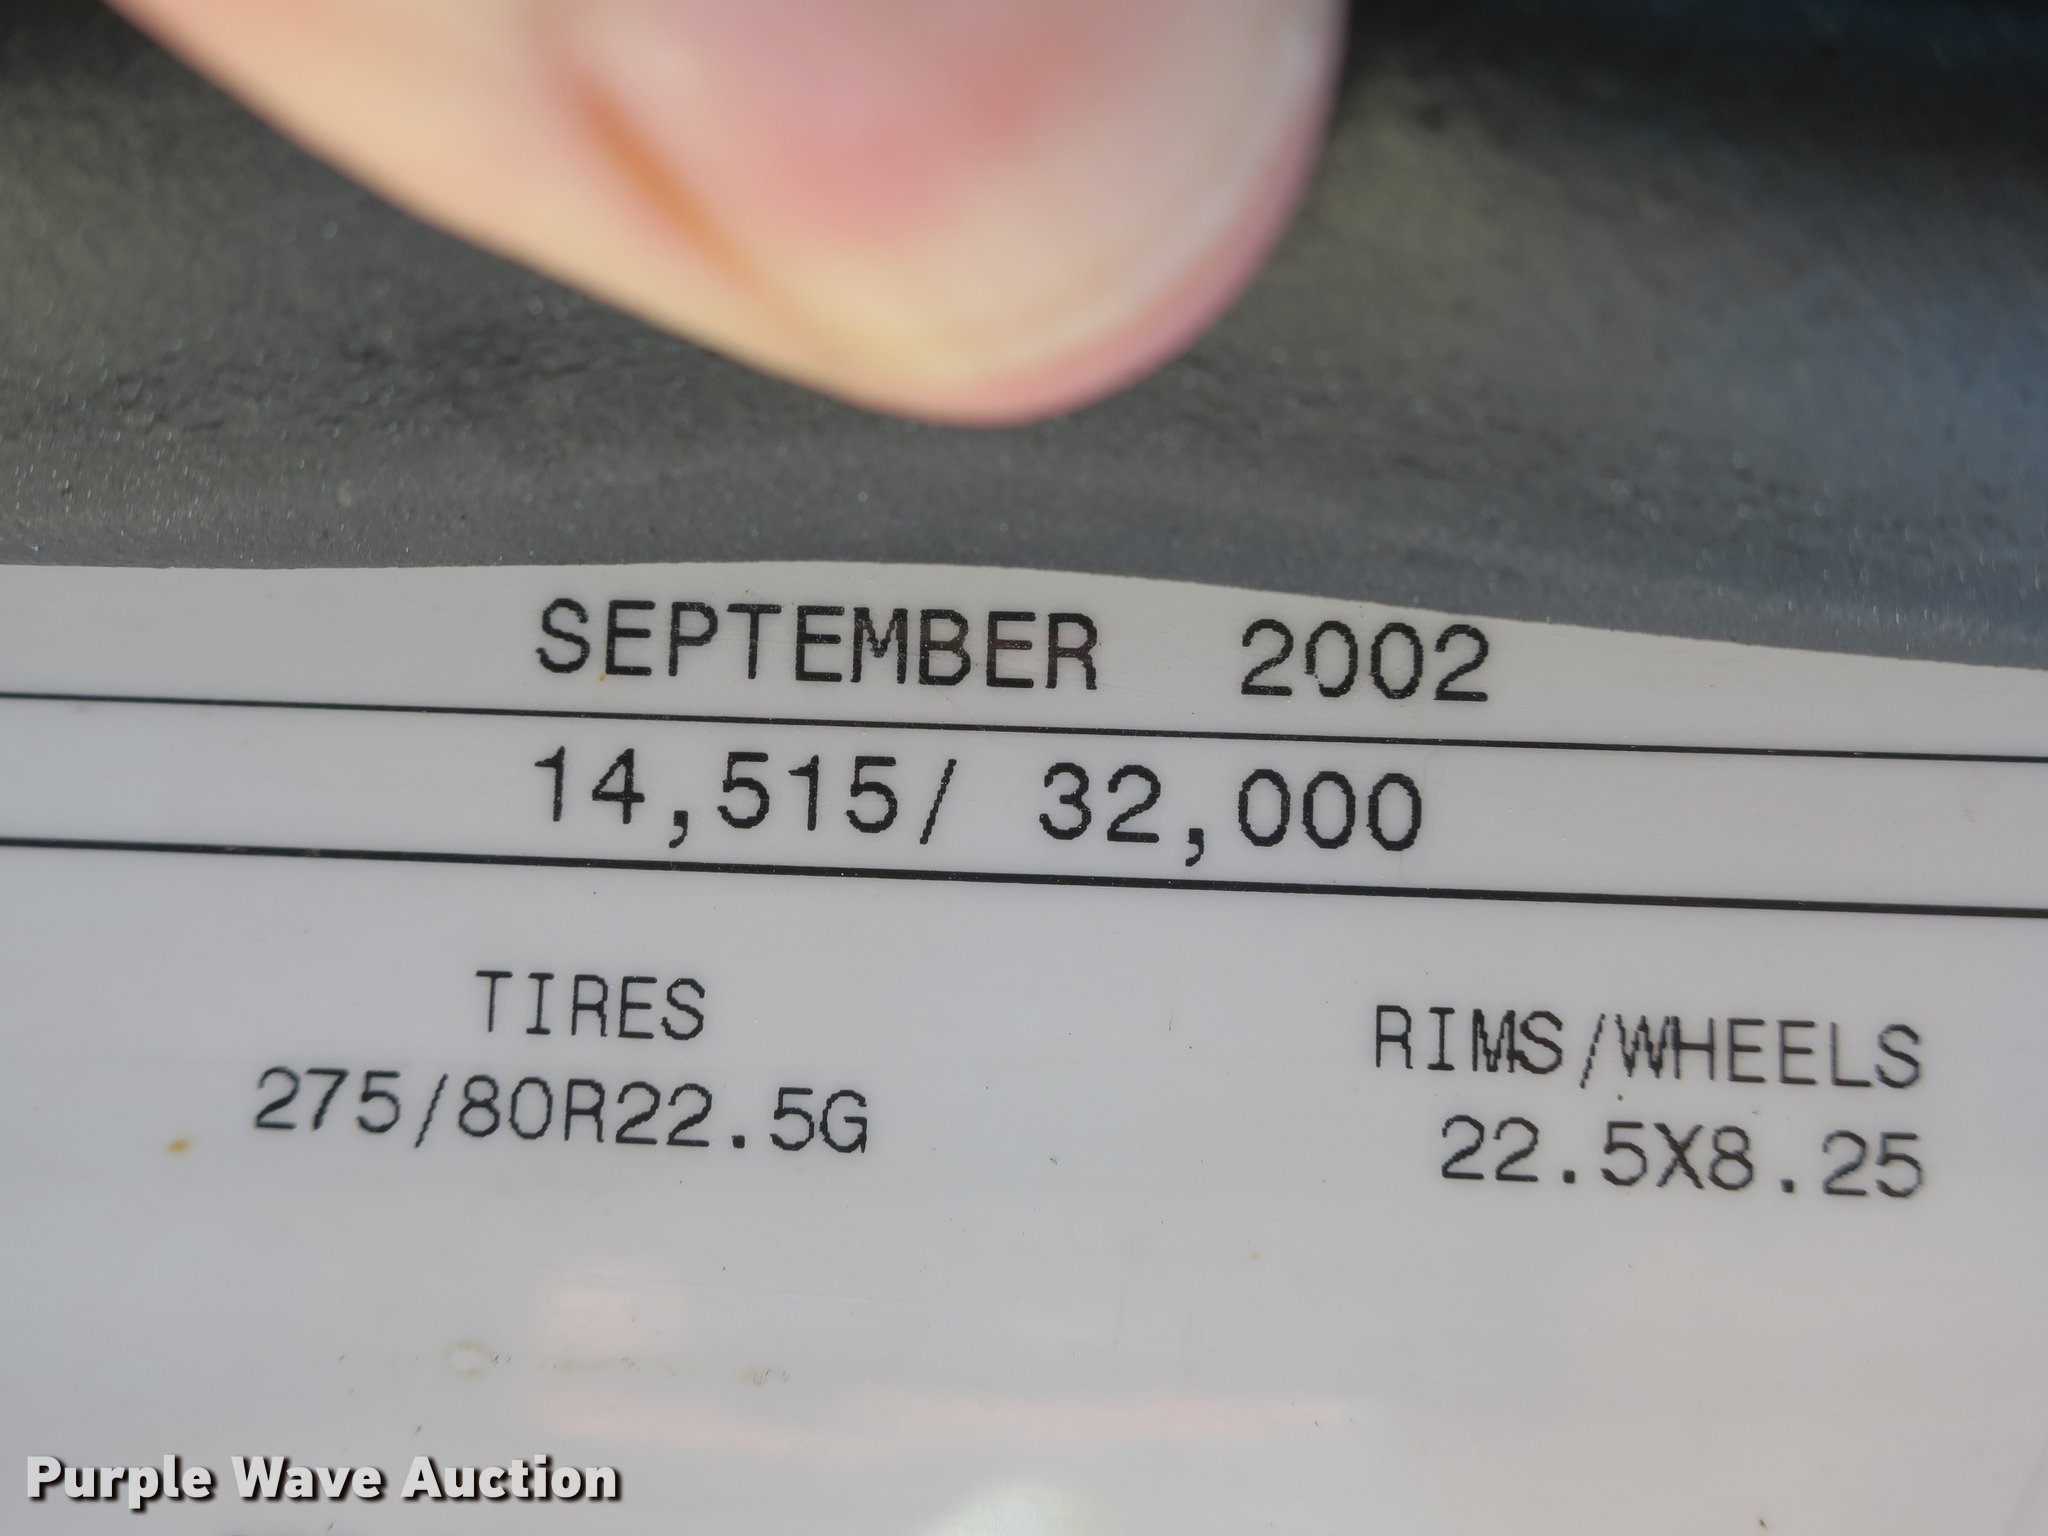 SEPTEMBER 2002
14,515/ 32,000
TIRES RIMS/WHEELS
275/80R22.5G 22.5X8.25
Purple Wave Auction